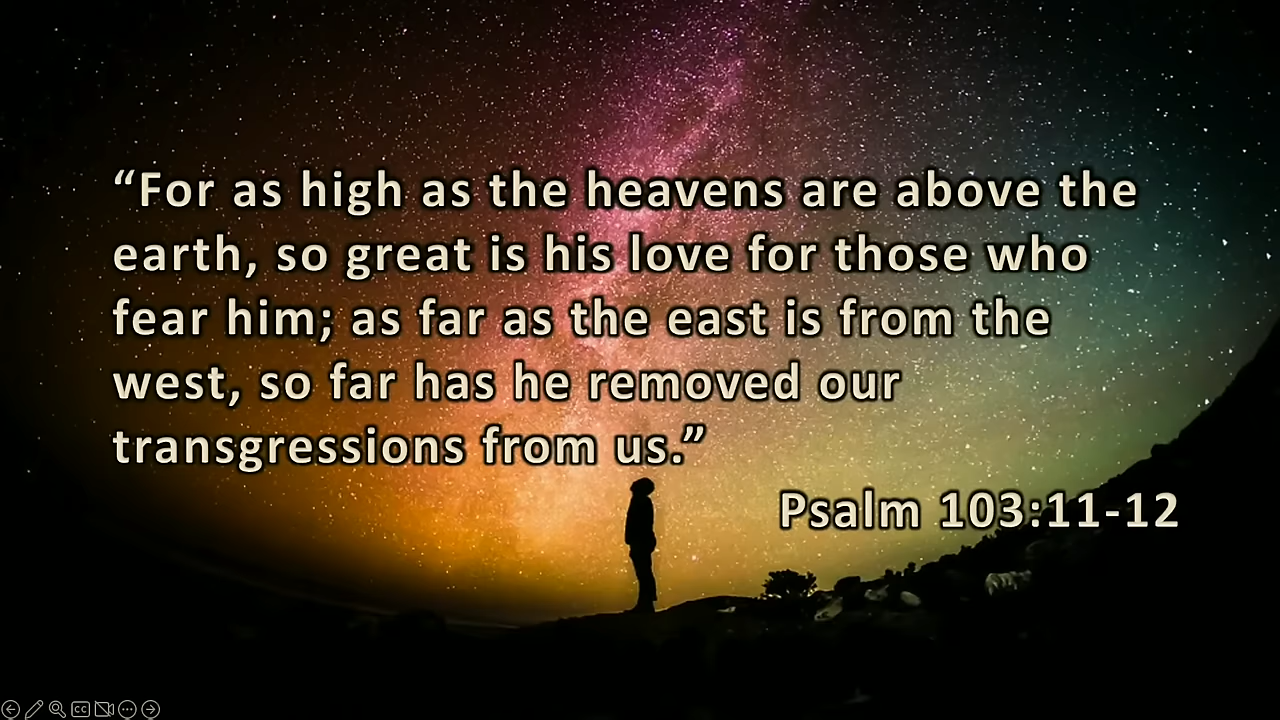 “For as high as the heavens are above the
earth, so great is his love for those who
fear him; as far as the east is from the
west, so far has he removed our
transgressions from us.”
Psalm 103:11-12
CC